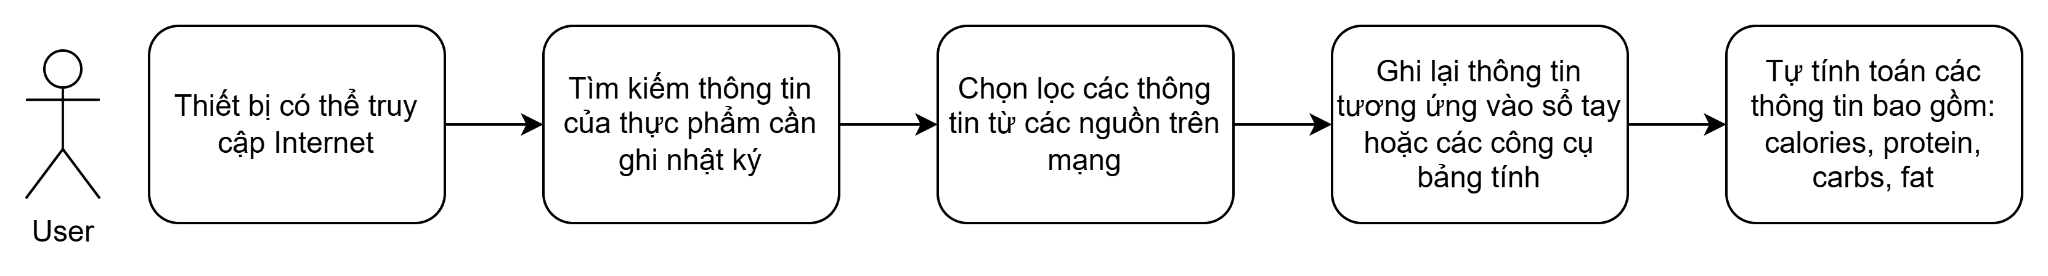 User
Thiết bị có thể truy
cập Internet
Tìm kiếm thông tin
của thực phẩm cần
ghi nhật ký
Chọn lọc các thông
tin từ các nguồn trên
mạng
Ghi lại thông tin
tương ứng vào sổ tay
hoặc các công cụ
bảng tính
Tự tính toán các
thông tin bao gồm:
calories, protein,
carbs, fat